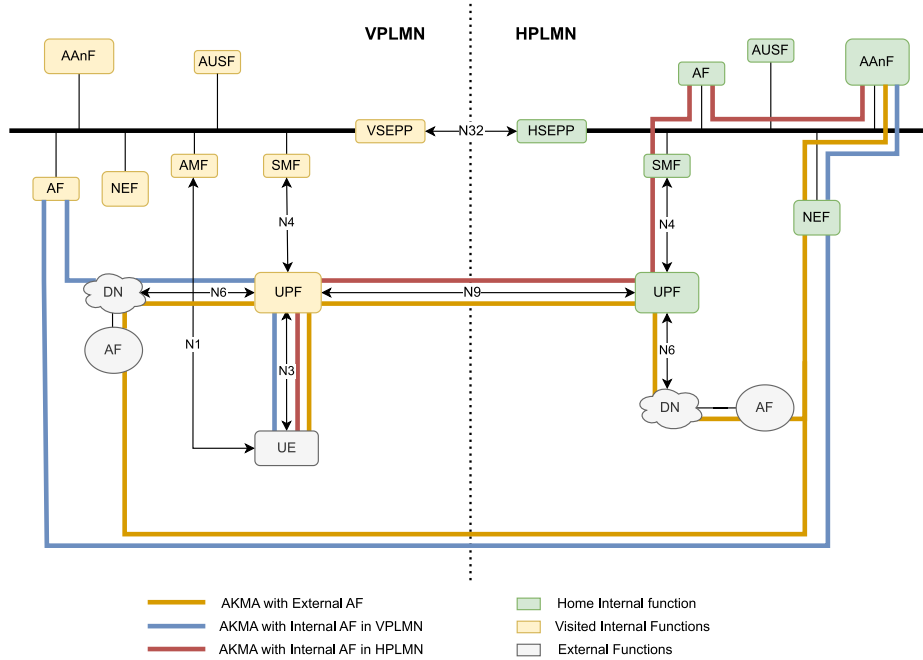 VPLMN
HPLMN
AAnF
AUSF
AF
AUSF
AAnF
VSEPP
N32
HSEPP
AF
NEF
AMF
SMF
SMF
NEF
N4
N4
DN
N6
UPF
N9
UPF
AF
N1
N3
N6
UE
DN
AF
AKMA with External AF
AKMA with Internal AF in VPLMN
AKMA with Internal AF in HPLMN
Home Internal function
Visited Internal Functions
External Functions